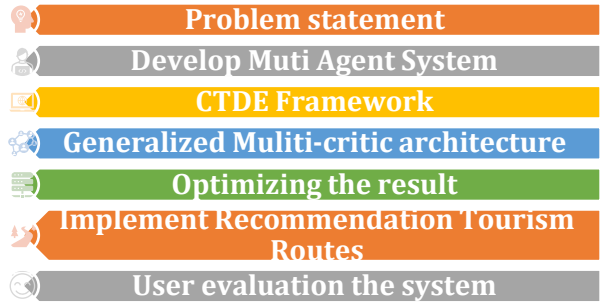 Problem statement
Develop Muti Agent System
CTDE Framework
Generalized Muliti-critic architecture
Optimizing the result
Implement Recommendation Tourism
Routes
User evaluation the system